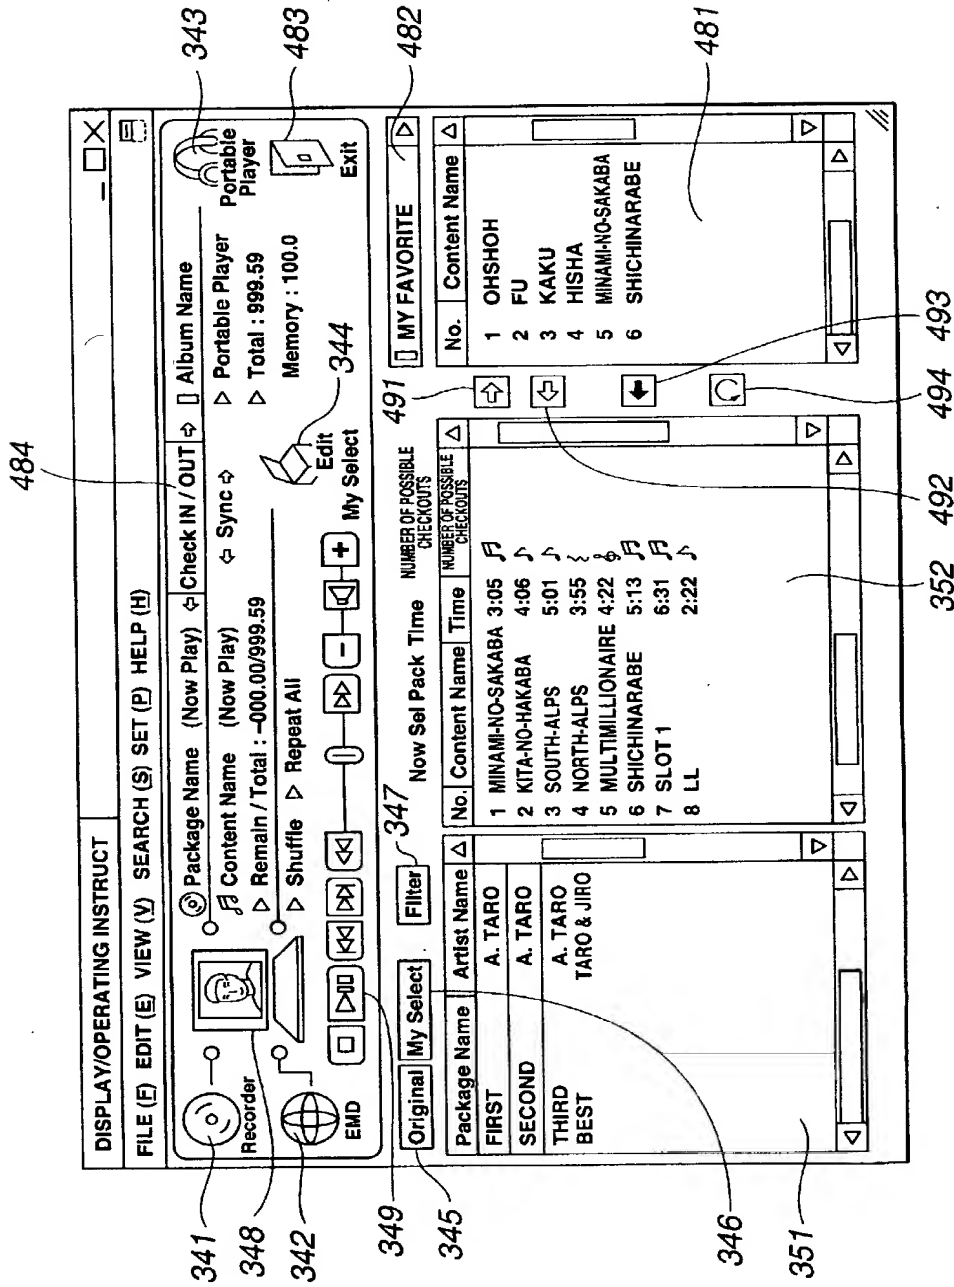 DISPLAY/OPERATING INSTRUCT
FILE (F) EDIT (E) VIEW (V) SEARCH (S) SET (P) HELP (H)
484
341
Recorder
348
342
EMD
349
Package Name (Now Play)
Content Name (Now Play)
Remain / Total : -000.00/999.59
Shuffle Repeat All
Check IN / OUT
Sync
Album Name
Portable Player
Total : 999.59
Memory : 100.0
344
Edit
My Select
343
Portable
Player
483
Exit
345
Original My Select Filter
346
347
Now Sel Pack Time
NUMBER OF POSSIBLE
CHECKOUTS
482
MY FAVORITE
Package Name Artist Name
FIRST A. TARO
SECOND A. TARO
THIRD A. TARO
BEST TARO & JIRO
351
No. Content Name Time NUMBER OF POSSIBLE
CHECKOUTS
1 MINAMI-NO-SAKABA 3:05
2 KITA-NO-HAKABA 4:06
3 SOUTH-ALPS 5:01
4 NORTH-ALPS 3:55
5 MULTIMILLIONAIRE 4:22
6 SHICHINARABE 5:13
7 SLOT 1 6:31
8 LL 2:22
352
491
492
493
494
No. Content Name
1 OHSHOH
2 FU
3 KAKU
4 HISHA
5 MINAMI-NO-SAKABA
6 SHICHINARABE
481